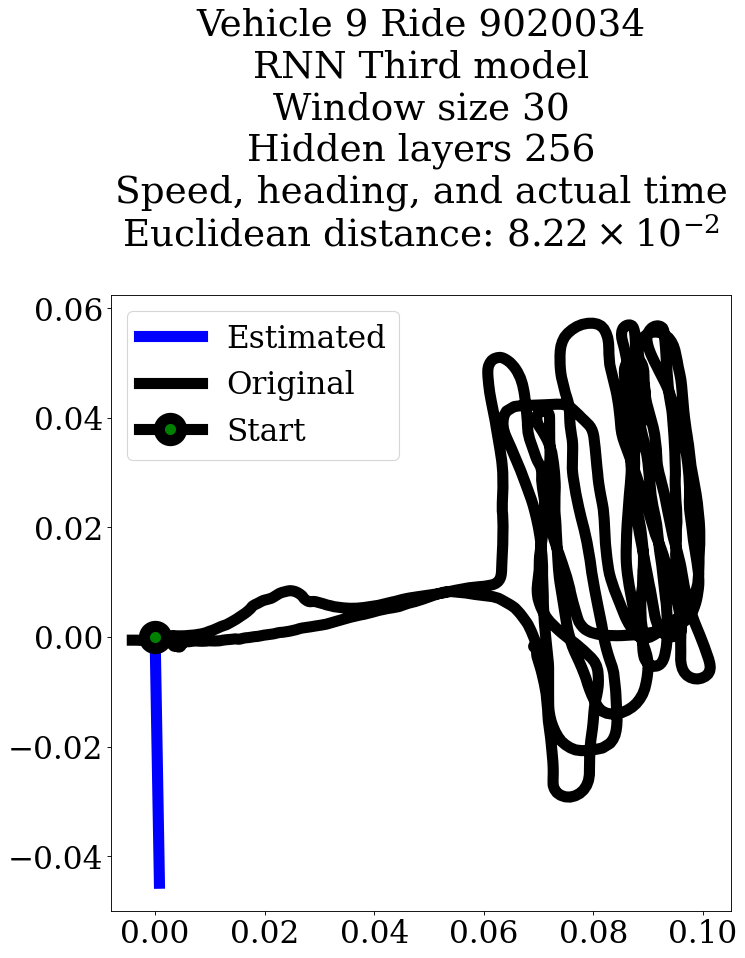 Vehicle 9 Ride 9020034
RNN Third model
Window size 30
Hidden layers 256
Speed, heading, and actual time
Euclidean distance: 8.22 × 10⁻²
0.06
0.04
0.02
0.00
−0.02
−0.04
Estimated
Original
Start
0.00 0.02 0.04 0.06 0.08 0.10